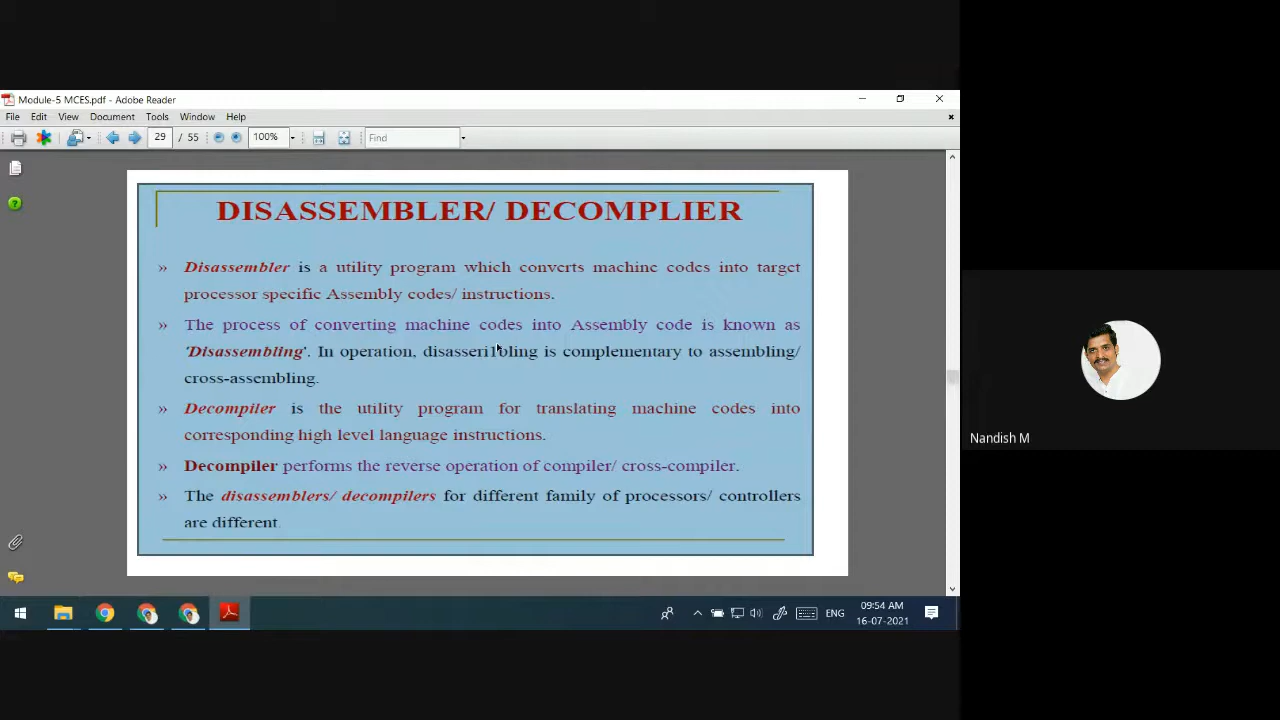 Module-5 MCES.pdf - Adobe Reader
File Edit View Document Tools Window Help
29 / 55 100% Find
DISASSEMBLER/ DECOMPLIER
» Disassembler is a utility program which converts machine codes into target
processor specific Assembly codes/ instructions.
» The process of converting machine codes into Assembly code is known as
'Disassembling'. In operation, disasseri1bling is complementary to assembling/
cross-assembling.
» Decompiler is the utility program for translating machine codes into
corresponding high level language instructions.
» Decompiler performs the reverse operation of compiler/ cross-compiler.
» The disassemblers/ decompilers for different family of processors/ controllers
are different.
Nandish M
ENG
09:54 AM
16-07-2021